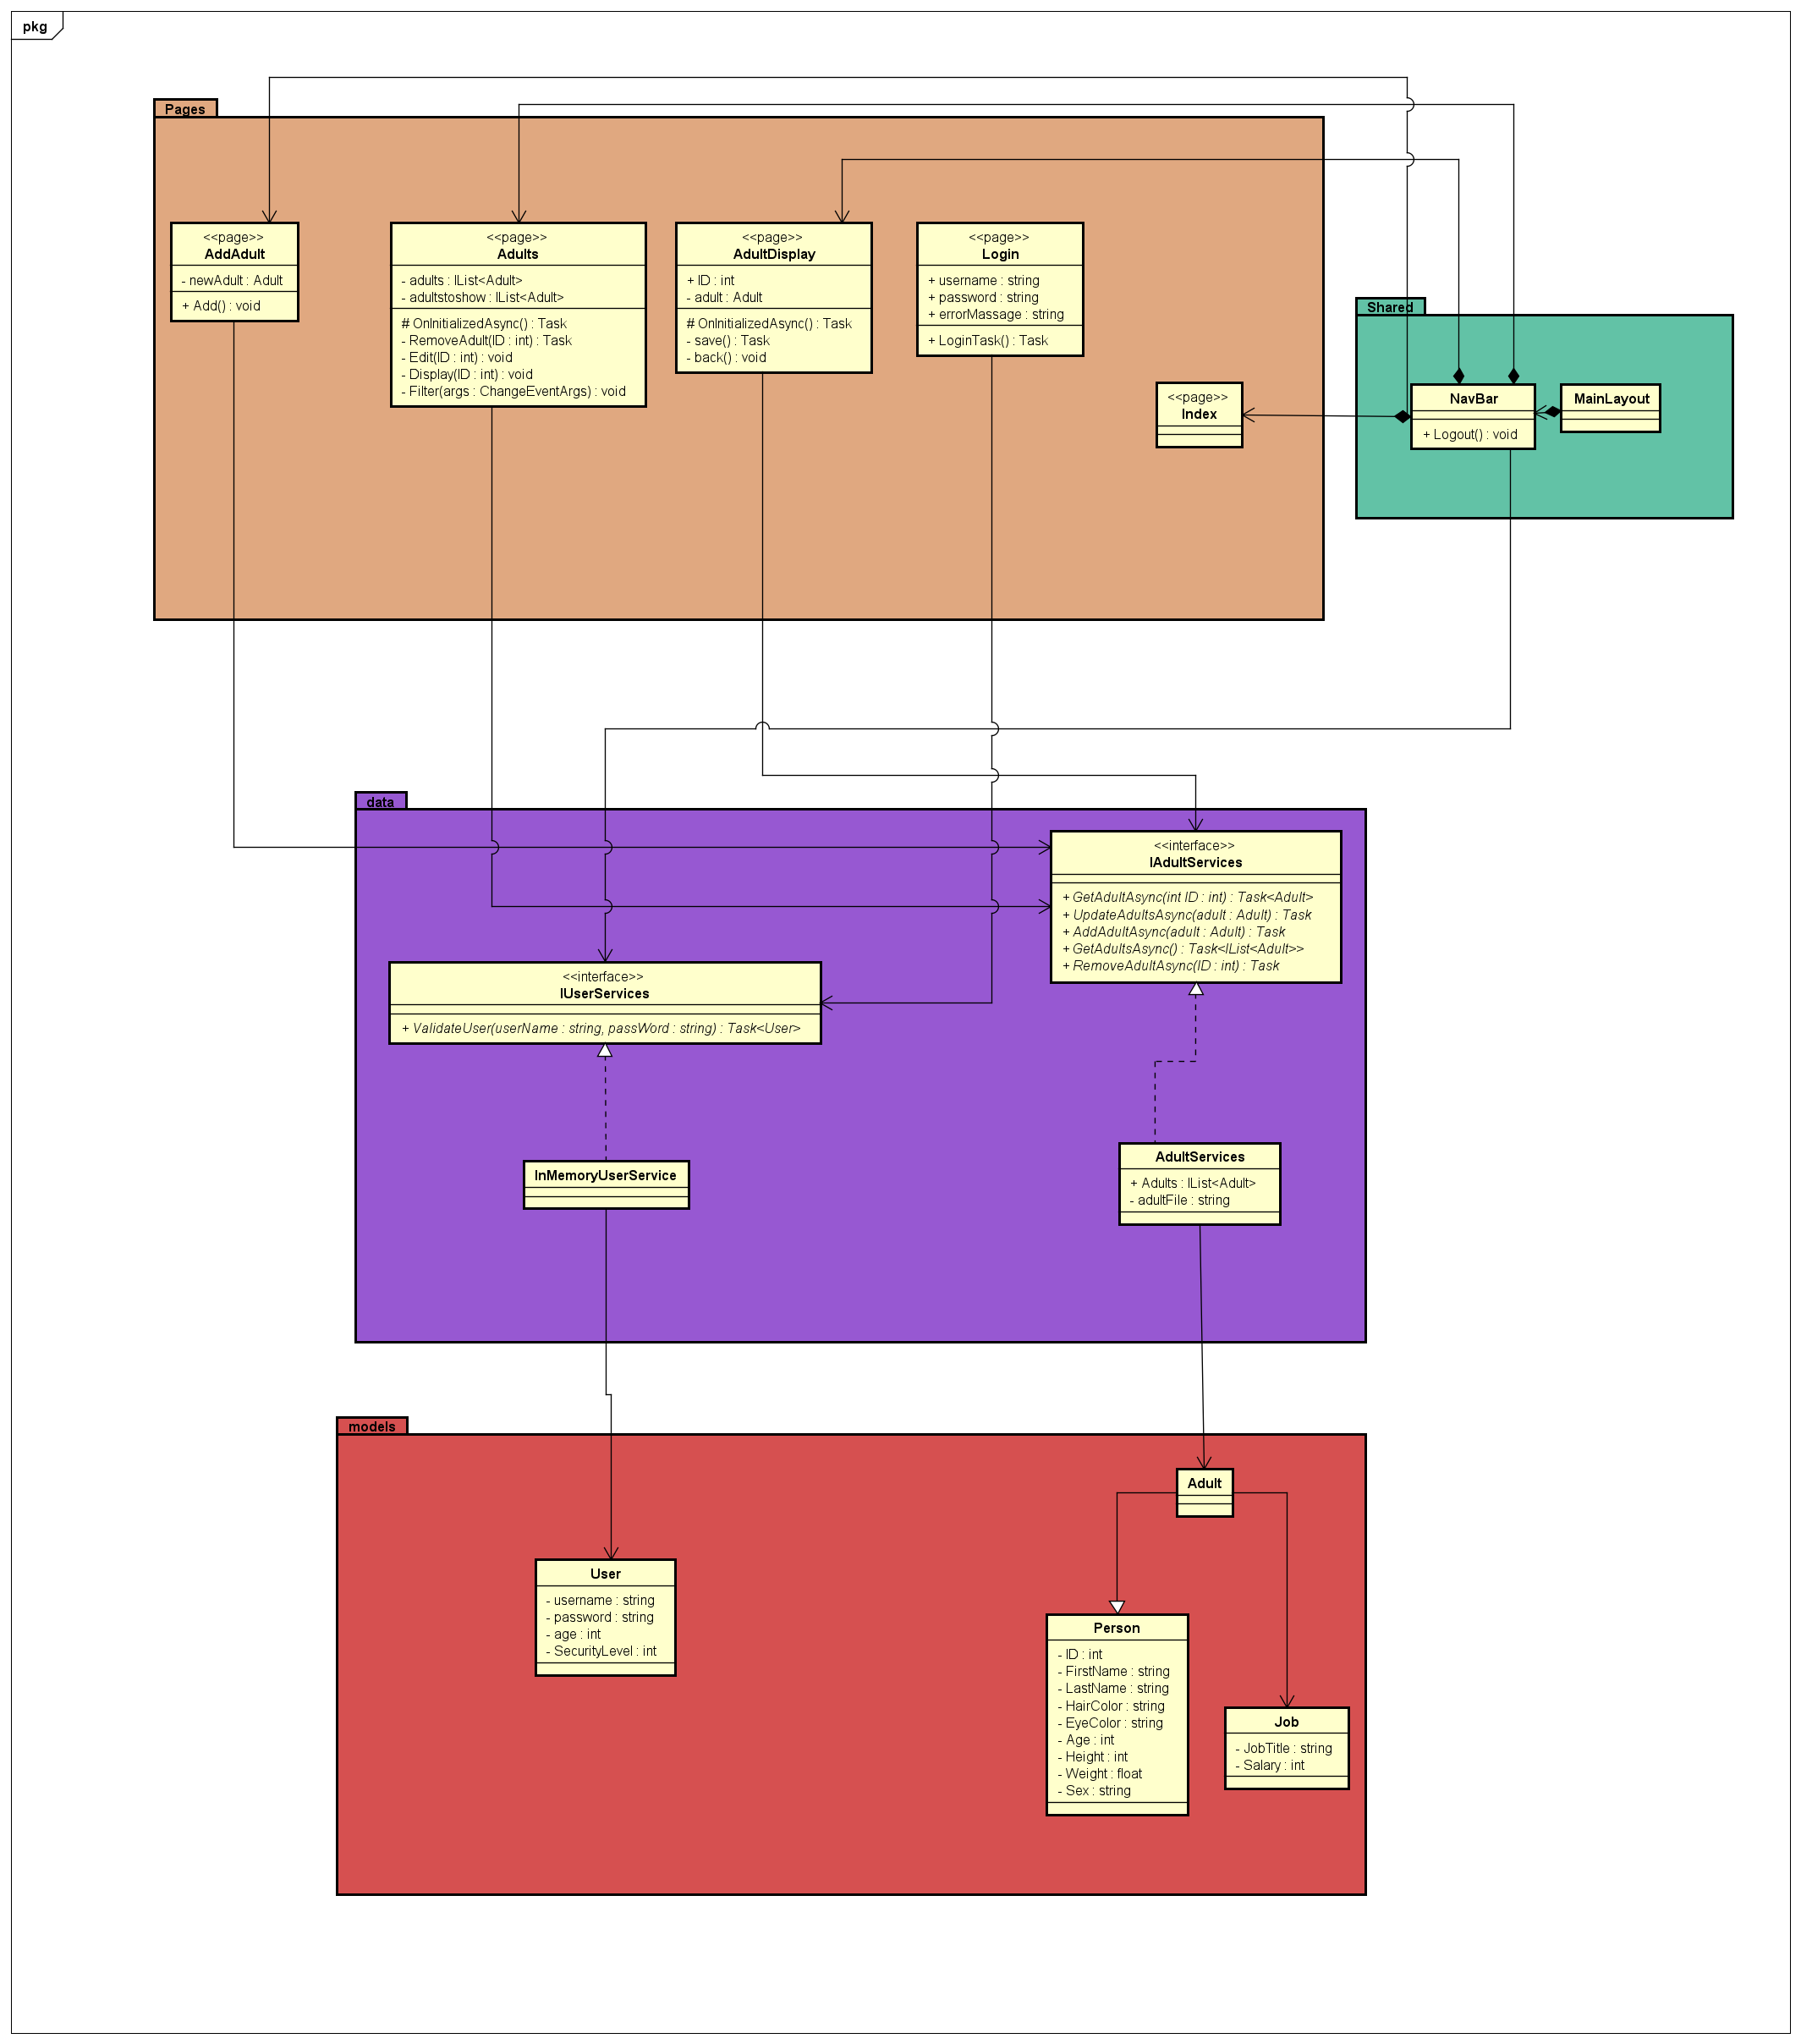 pkg
Pages
<<page>>
AddAdult
- newAdult : Adult
+ Add() : void
<<page>>
Adults
- adults : IList<Adult>
- adultstoshow : IList<Adult>
# OnInitializedAsync() : Task
- RemoveAdult(ID : int) : Task
- Edit(ID : int) : void
- Display(ID : int) : void
- Filter(args : ChangeEventArgs) : void
<<page>>
AdultDisplay
+ ID : int
- adult : Adult
# OnInitializedAsync() : Task
- save() : Task
- back() : void
<<page>>
Login
+ username : string
+ password : string
+ errorMassage : string
+ LoginTask() : Task
<<page>>
Index
Shared
NavBar
+ Logout() : void
MainLayout
data
<<interface>>
IAdultServices
+ GetAdultAsync(int ID : int) : Task<Adult>
+ UpdateAdultsAsync(adult : Adult) : Task
+ AddAdultAsync(adult : Adult) : Task
+ GetAdultsAsync() : Task<IList<Adult>>
+ RemoveAdultAsync(ID : int) : Task
<<interface>>
IUserServices
+ ValidateUser(userName : string, passWord : string) : Task<User>
InMemoryUserService
AdultServices
+ Adults : IList<Adult>
- adultFile : string
models
Adult
User
- username : string
- password : string
- age : int
- SecurityLevel : int
Person
- ID : int
- FirstName : string
- LastName : string
- HairColor : string
- EyeColor : string
- Age : int
- Height : int
- Weight : float
- Sex : string
Job
- JobTitle : string
- Salary : int